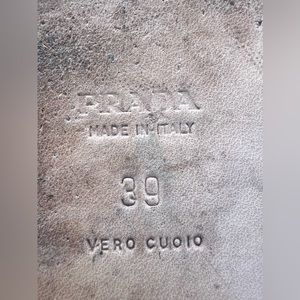 PRADA
MADE IN ITALY
39
VERO CUOIO